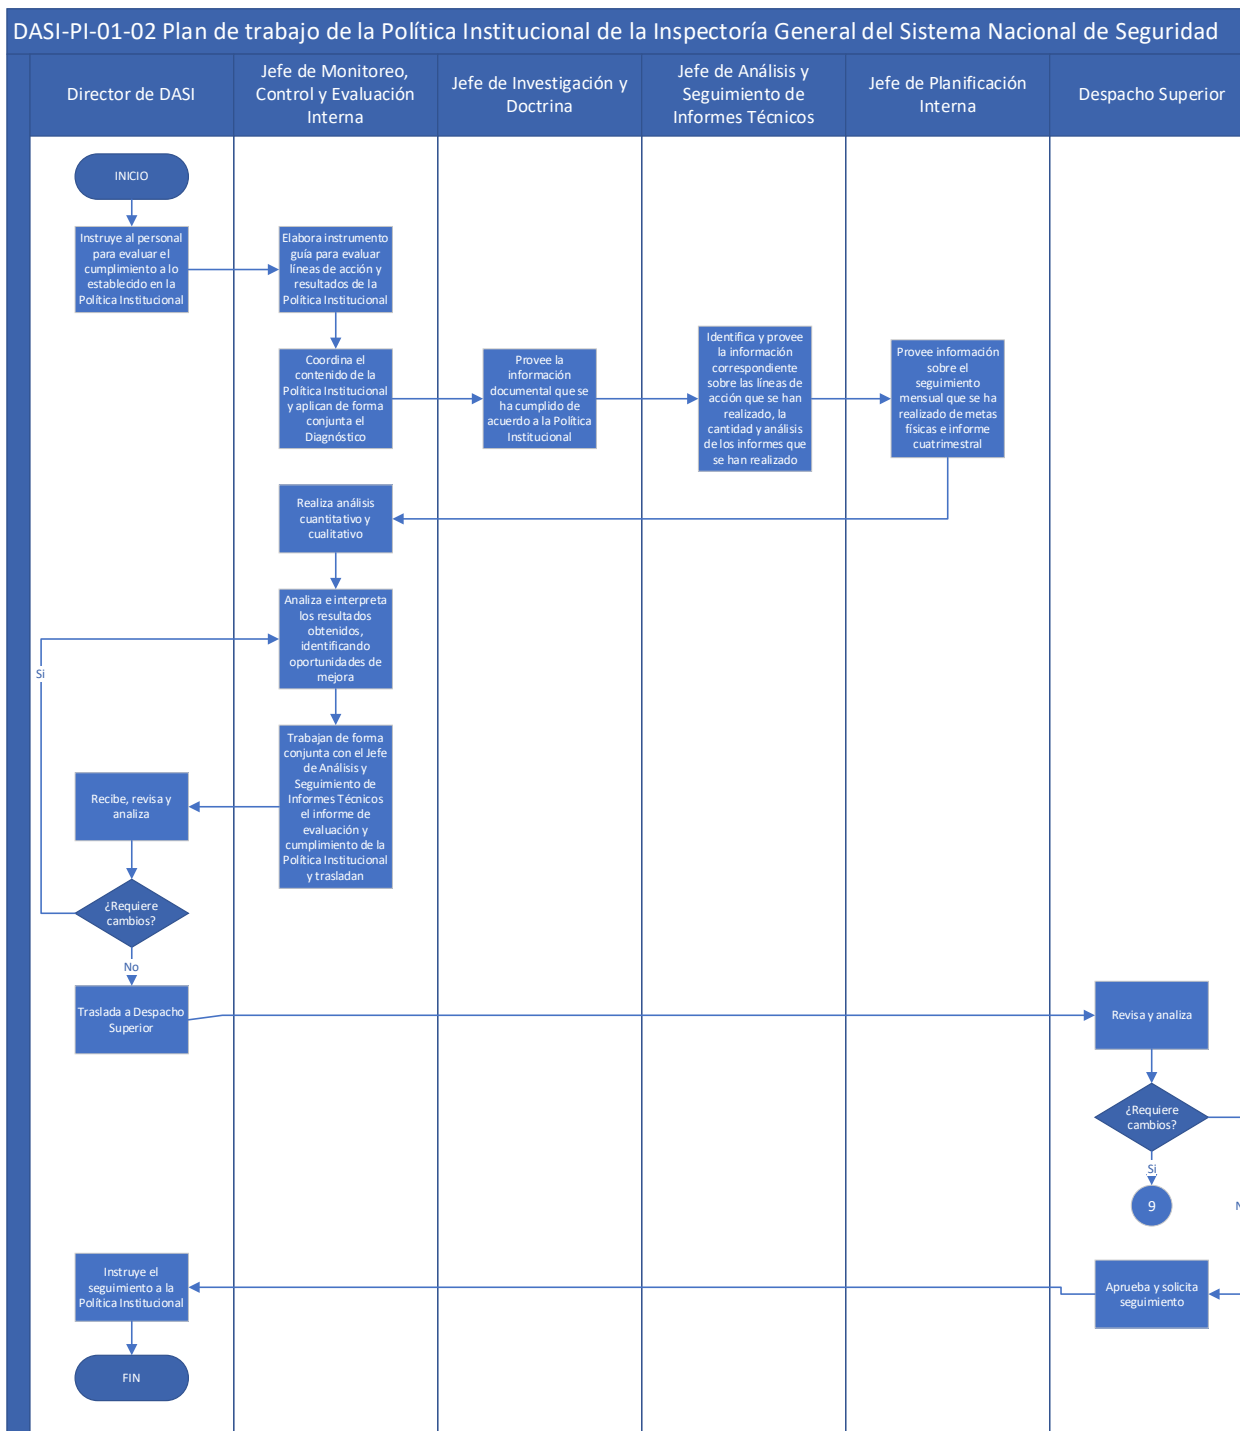 DASI-PI-01-02 Plan de trabajo de la Política Institucional de la Inspectoría General del Sistema Nacional de Seguridad
Director de DASI
Jefe de Monitoreo,
Control y Evaluación
Interna
Jefe de Investigación y
Doctrina
Jefe de Análisis y
Seguimiento de
Informes Técnicos
Jefe de Planificación
Interna
Despacho Superior
INICIO
Instruye al personal
para evaluar el
cumplimiento a lo
establecido en la
Política Institucional
Elabora instrumento
guía para evaluar
líneas de acción y
resultados de la
Política Institucional
Coordina el
contenido de la
Política Institucional
y aplican de forma
conjunta el
Diagnóstico
Provee la
información
documental que se
ha cumplido de
acuerdo a la Política
Institucional
Identifica y provee
la información
correspondiente
sobre las líneas de
acción que se han
realizado, la
cantidad y análisis
de los informes que
se han realizado
Provee información
sobre el
seguimiento
mensual que se ha
realizado de metas
físicas e informe
cuatrimestral
Realiza análisis
cuantitativo y
cualitativo
Analiza e interpreta
los resultados
obtenidos,
identificando
oportunidades de
mejora
Si
Trabajan de forma
conjunta con el Jefe
de Análisis y
Seguimiento de
Informes Técnicos
el informe de
evaluación y
cumplimiento de la
Política Institucional
y trasladan
Recibe, revisa y
analiza
¿Requiere
cambios?
No
Traslada a Despacho
Superior
Revisa y analiza
¿Requiere
cambios?
Si
9
N
Aprueba y solicita
seguimiento
Instruye el
seguimiento a la
Política Institucional
FIN